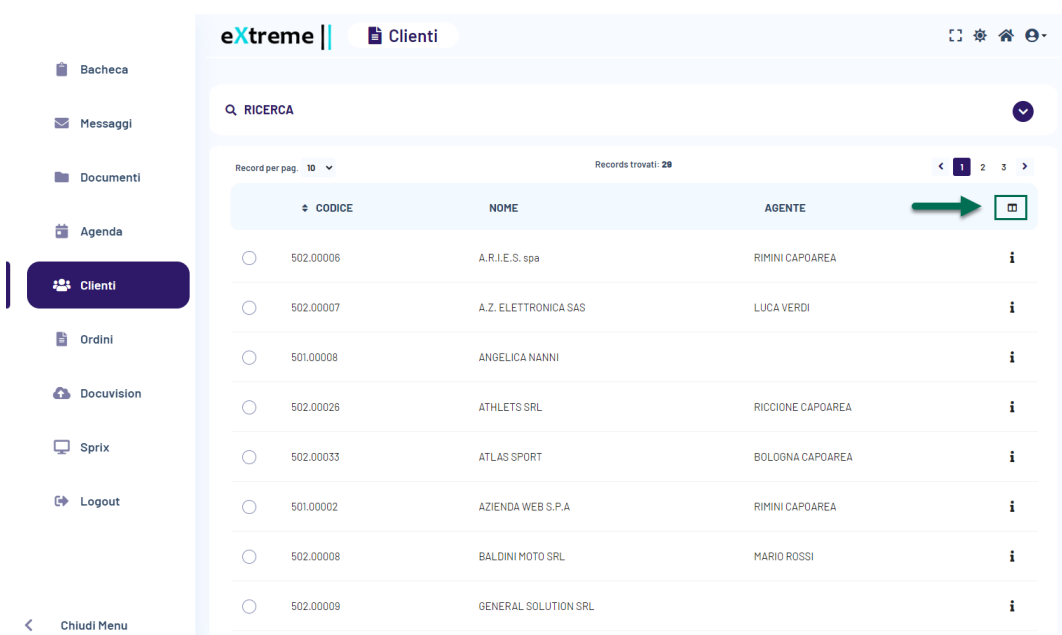 eXtreme ||
Clienti
Bacheca
Messaggi
Documenti
Agenda
Clienti
Ordini
Docuvision
Sprix
Logout
Chiudi Menu
RICERCA
Record per pag. 10
Records trovati: 29
1 2 3
CODICE NOME AGENTE
502.00006 A.R.I.E.S. spa RIMINI CAPOAREA
502.00007 A.Z. ELETTRONICA SAS LUCA VERDI
501.00008 ANGELICA NANNI
502.00026 ATHLETS SRL RICCIONE CAPOAREA
502.00033 ATLAS SPORT BOLOGNA CAPOAREA
501.00002 AZIENDA WEB S.P.A RIMINI CAPOAREA
502.00008 BALDINI MOTO SRL MARIO ROSSI
502.00009 GENERAL SOLUTION SRL